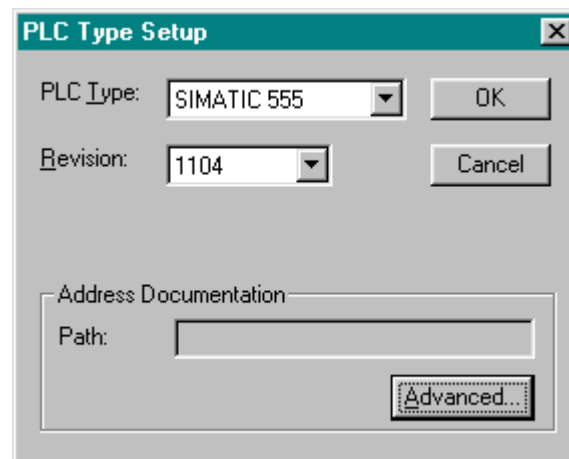 PLC Type Setup
PLC Type: SIMATIC 555 OK
Revision: 1104 Cancel
Address Documentation
Path:
Advanced...